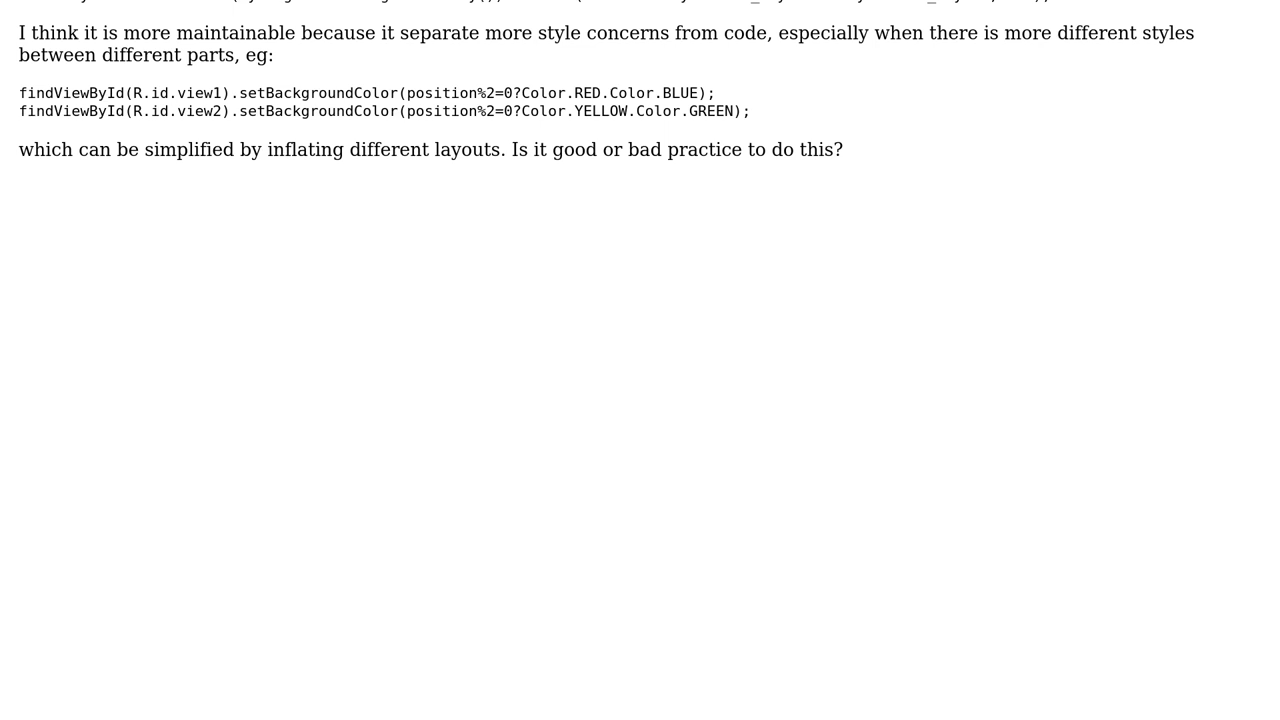 I think it is more maintainable because it separate more style concerns from code, especially when there is more different styles
between different parts, eg:
findViewById(R.id.view1).setBackgroundColor(position%2=0?Color.RED.Color.BLUE);
findViewById(R.id.view2).setBackgroundColor(position%2=0?Color.YELLOW.Color.GREEN);
which can be simplified by inflating different layouts. Is it good or bad practice to do this?